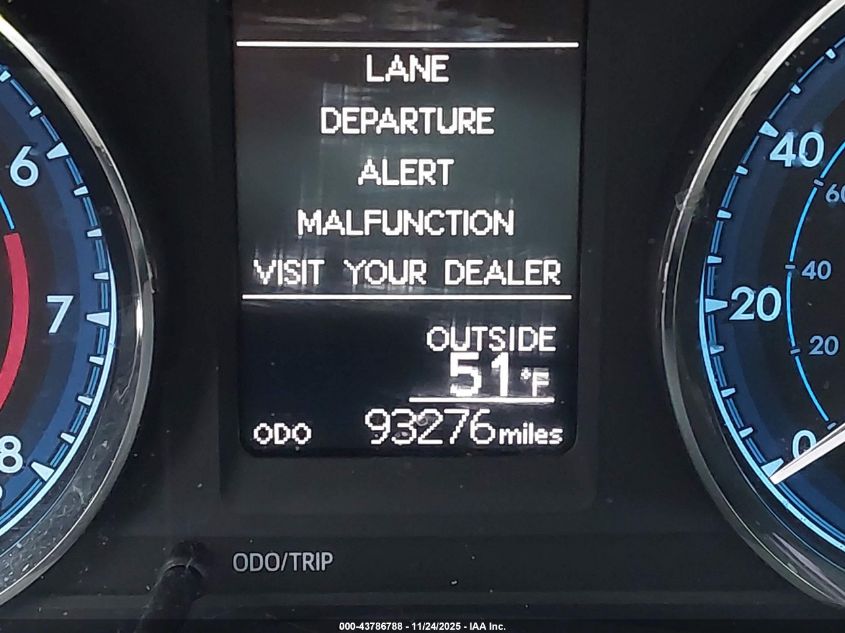 LANE
DEPARTURE
ALERT
MALFUNCTION
VISIT YOUR DEALER
OUTSIDE
51°F
ODO 93276 miles
6
7
8
40
60
40
20
20
0
ODO/TRIP
000-43786788 - 11/24/2025 - IAA Inc.